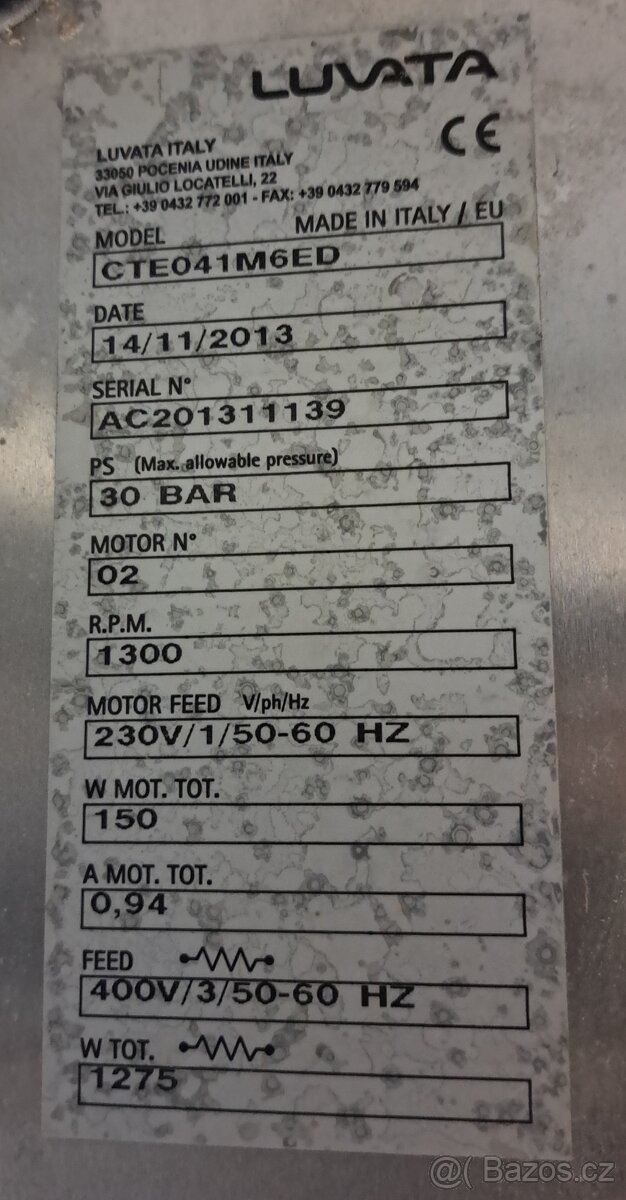 LUVATA
CE
LUVATA ITALY
33050 POCENIA UDINE ITALY
VIA GIULIO LOCATELLI, 22
TEL.: +39 0432 772 001 - FAX: +39 0432 779 594
MADE IN ITALY / EU
MODEL
CTE041M6ED
DATE
14/11/2013
SERIAL N°
AC201311139
PS (Max. allowable pressure)
30 BAR
MOTOR N°
02
R.P.M.
1300
MOTOR FEED V/ph/Hz
230V/1/50-60 HZ
W MOT. TOT.
150
A MOT. TOT.
0,94
FEED
400V/3/50-60 HZ
W TOT.
1275
@( Bazos.cz